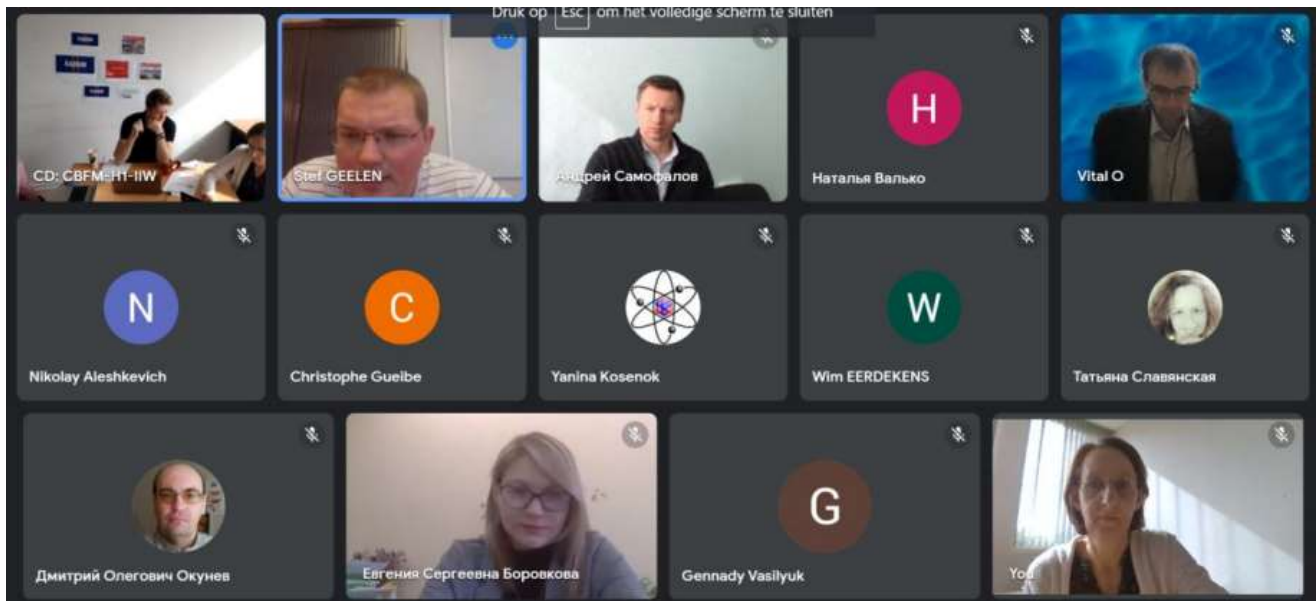 Druk op Esc om het volledige scherm te sluiten
CD: CBFM-H1-IIW
Stef GEELEN
Андрей Самофалов
H
Наталья Валько
Vital O
N
Nikolay Aleshkevich
C
Christophe Gueibe
Yanina Kosenok
W
Wim EERDEKENS
Татьяна Славянская
Дмитрий Олегович Окунев
Евгения Сергеевна Боровкова
G
Gennady Vasilyuk
You